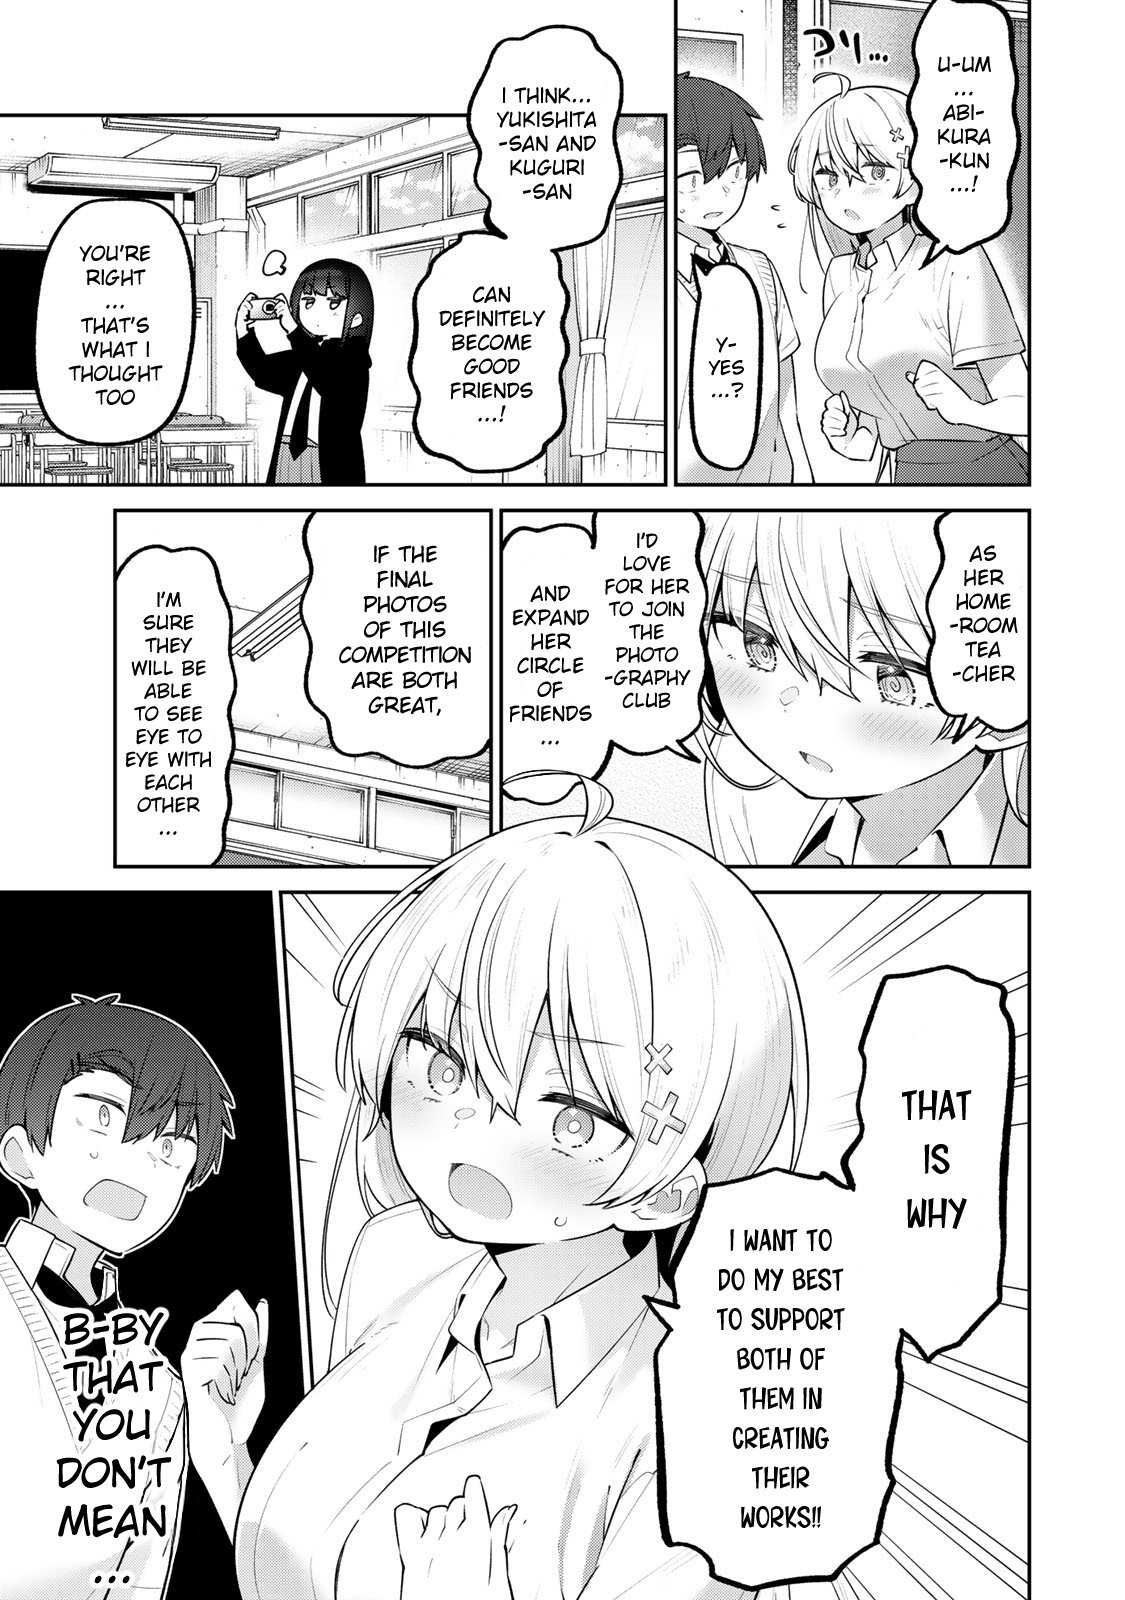 U-UM
...
ABI-
KURA
-KUN
...!
コソ...
Y-
YES
...?
I THINK...
YUKISHITA
-SAN AND
KUGURI
-SAN
CAN
DEFINITELY
BECOME
GOOD
FRIENDS
...!
YOU'RE
RIGHT
...
THAT'S
WHAT I
THOUGHT
TOO
AS
HER
HOME
-ROOM
TEA
-CHER
I'D
LOVE
FOR HER
TO JOIN
THE
PHOTO
-GRAPHY
CLUB
AND
EXPAND
HER
CIRCLE
OF
FRIENDS
...
IF THE
FINAL
PHOTOS
OF THIS
COMPETITION
ARE BOTH
GREAT,
I'M
SURE
THEY
WILL BE
ABLE
TO SEE
EYE TO
EYE WITH
EACH
OTHER
...
THAT
IS
WHY
I WANT TO
DO MY BEST
TO SUPPORT
BOTH OF
THEM IN
CREATING
THEIR
WORKS!!
B-BY
THAT
YOU
DON'T
MEAN
...